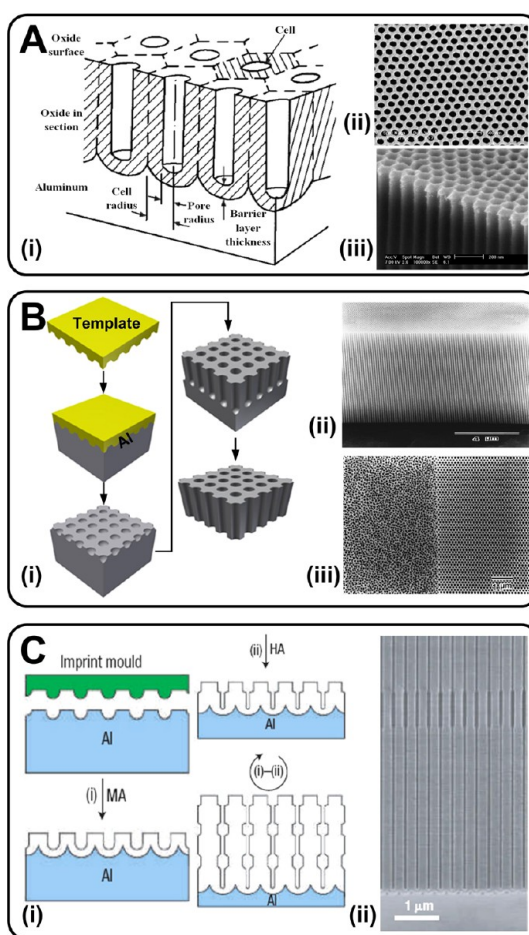 A
Oxide
surface
Cell
Oxide in
section
Aluminum
Cell
radius
Pore
radius
Barrier
layer
thickness
(i)
(ii)
(iii)
B
Template
Al
(i)
(ii)
(iii)
C
Imprint mould
Al
(i) MA
Al
(ii) HA
Al
(i)–(ii)
Al
(i)
1 µm
(ii)